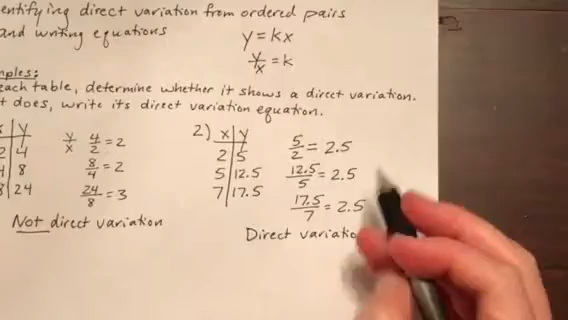 entifying direct variation from ordered pairs
and writing equations
y = kx
y/x = k
mples:
each table, determine whether it shows a direct variation.
t does, write its direct variation equation.
x | y
2 | 4
4 | 8
8 | 24
y/x 4/2 = 2
8/4 = 2
24/8 = 3
Not direct variation
2) x | y
2 | 5
5 | 12.5
7 | 17.5
5/2 = 2.5
12.5/5 = 2.5
17.5/7 = 2.5
Direct variatio